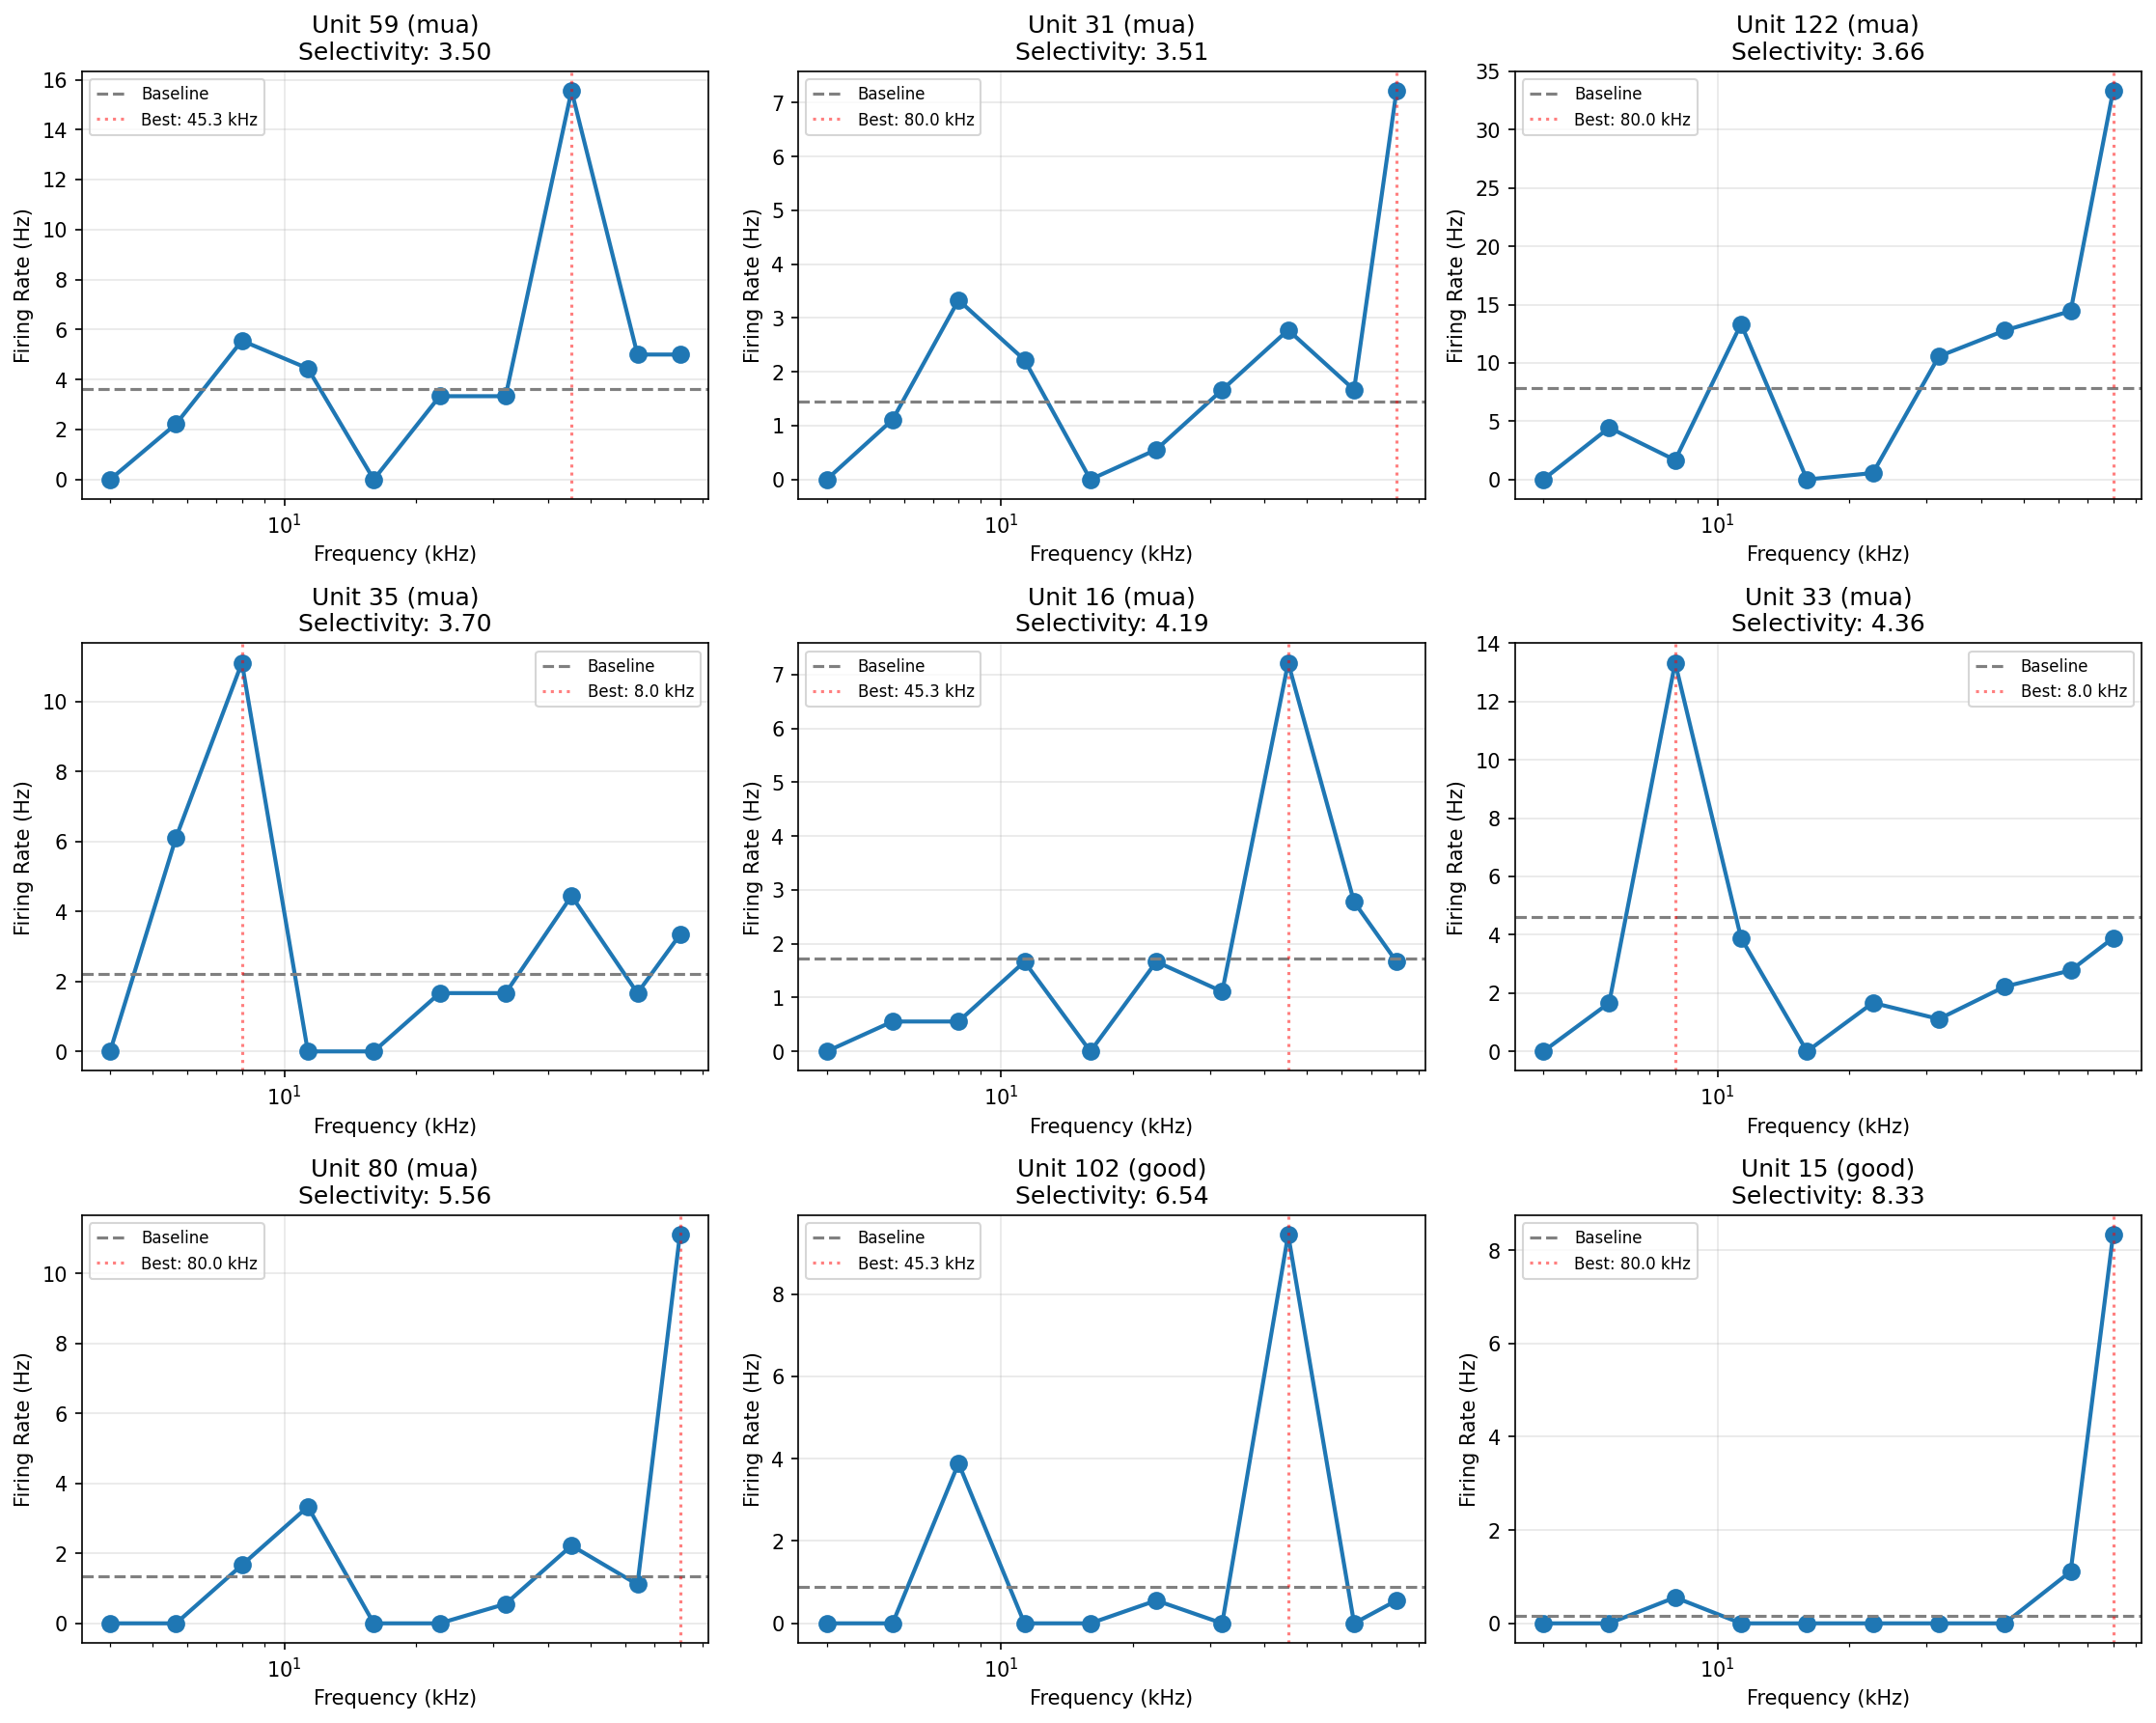 Unit 59 (mua)
Selectivity: 3.50
Baseline
Best: 45.3 kHz
16
14
12
10
8
6
4
2
0
Firing Rate (Hz)
10¹
Frequency (kHz)
Unit 31 (mua)
Selectivity: 3.51
Baseline
Best: 80.0 kHz
7
6
5
4
3
2
1
0
Firing Rate (Hz)
10¹
Frequency (kHz)
Unit 122 (mua)
Selectivity: 3.66
Baseline
Best: 80.0 kHz
35
30
25
20
15
10
5
0
Firing Rate (Hz)
10¹
Frequency (kHz)
Unit 35 (mua)
Selectivity: 3.70
Baseline
Best: 8.0 kHz
10
8
6
4
2
0
Firing Rate (Hz)
10¹
Frequency (kHz)
Unit 16 (mua)
Selectivity: 4.19
Baseline
Best: 45.3 kHz
7
6
5
4
3
2
1
0
Firing Rate (Hz)
10¹
Frequency (kHz)
Unit 33 (mua)
Selectivity: 4.36
Baseline
Best: 8.0 kHz
14
12
10
8
6
4
2
0
Firing Rate (Hz)
10¹
Frequency (kHz)
Unit 80 (mua)
Selectivity: 5.56
Baseline
Best: 80.0 kHz
10
8
6
4
2
0
Firing Rate (Hz)
10¹
Frequency (kHz)
Unit 102 (good)
Selectivity: 6.54
Baseline
Best: 45.3 kHz
8
6
4
2
0
Firing Rate (Hz)
10¹
Frequency (kHz)
Unit 15 (good)
Selectivity: 8.33
Baseline
Best: 80.0 kHz
8
6
4
2
0
Firing Rate (Hz)
10¹
Frequency (kHz)